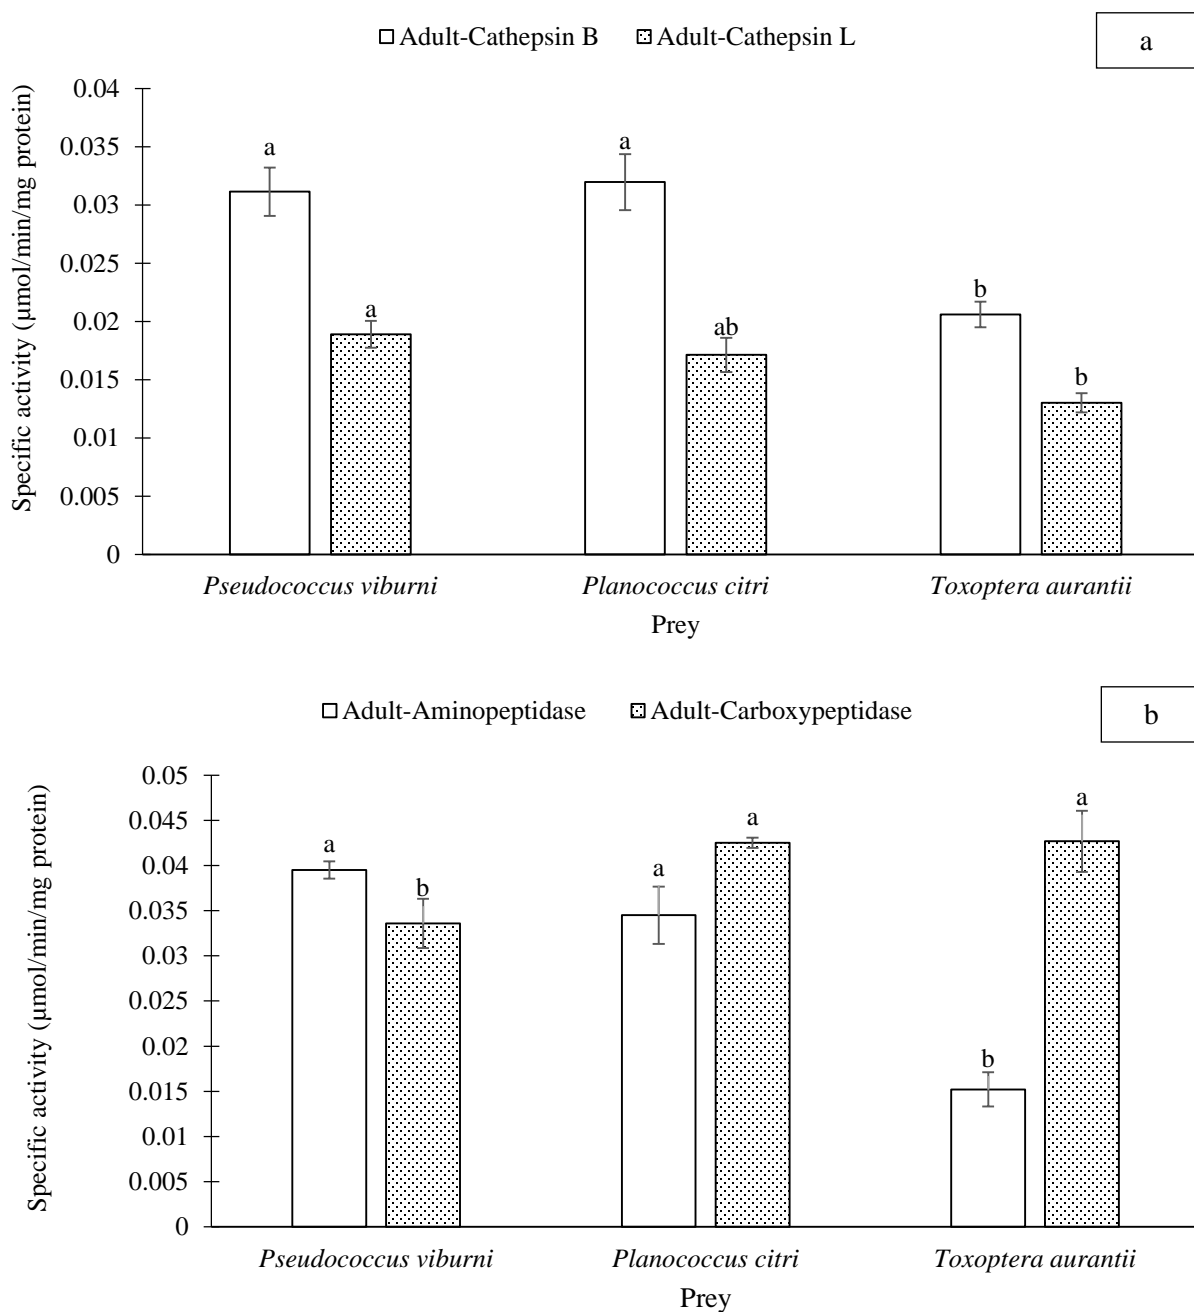 Adult-Cathepsin B Adult-Cathepsin L
a
Specific activity (µmol/min/mg protein)
0.04
0.035
0.03
0.025
0.02
0.015
0.01
0.005
0
a
a
a
ab
b
b
Pseudococcus viburni Planococcus citri Toxoptera aurantii
Prey
Adult-Aminopeptidase Adult-Carboxypeptidase
b
Specific activity (µmol/min/mg protein)
0.05
0.045
0.04
0.035
0.03
0.025
0.02
0.015
0.01
0.005
0
a
b
a
a
b
a
Pseudococcus viburni Planococcus citri Toxoptera aurantii
Prey